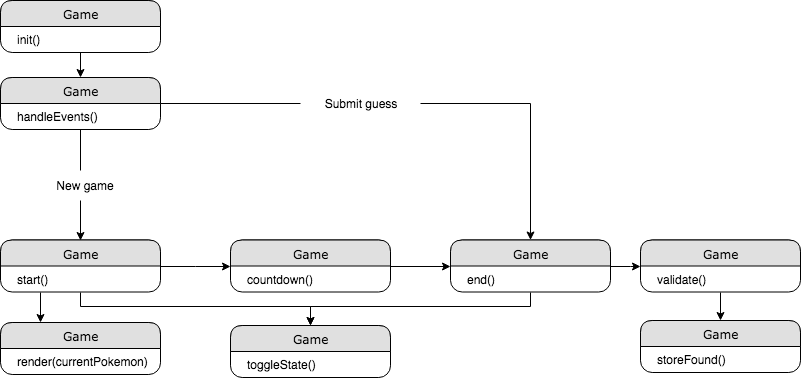 Game
init()
Game
handleEvents()
Submit guess
New game
Game
start()
Game
countdown()
Game
end()
Game
validate()
Game
render(currentPokemon)
Game
toggleState()
Game
storeFound()